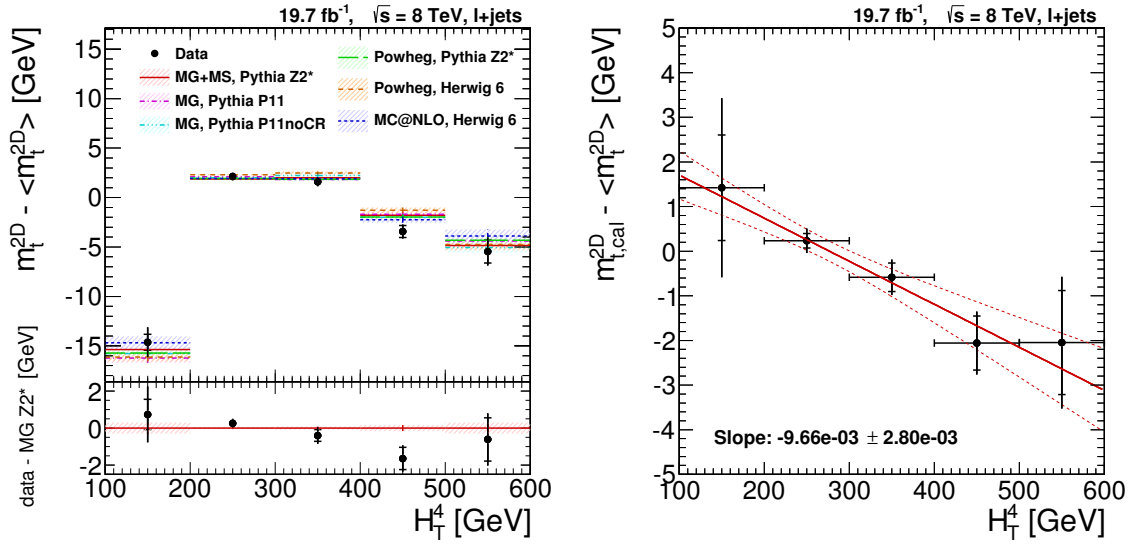 19.7 fb⁻¹, √s = 8 TeV, l+jets
m_t^{2D} - <m_t^{2D}> [GeV]
15
10
5
0
-5
-10
-15
Data
MG+MS, Pythia Z2*
MG, Pythia P11
MG, Pythia P11noCR
Powheg, Pythia Z2*
Powheg, Herwig 6
MC@NLO, Herwig 6
data - MG Z2* [GeV]
2
0
-2
100 200 300 400 500 600
H_T^4 [GeV]
19.7 fb⁻¹, √s = 8 TeV, l+jets
m_{t,cal}^{2D} - <m_t^{2D}> [GeV]
5
4
3
2
1
0
-1
-2
-3
-4
-5
Slope: -9.66e-03 ± 2.80e-03
100 200 300 400 500 600
H_T^4 [GeV]